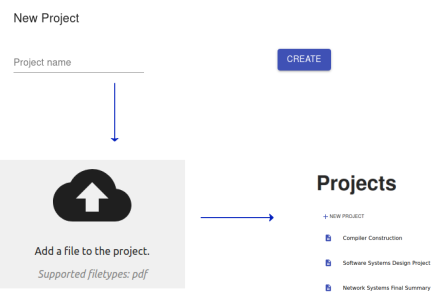 New Project
Project name
CREATE
Add a file to the project.
Supported filetypes: pdf
Projects
+ NEW PROJECT
Compiler Construction
Software Systems Design Project
Network Systems Final Summary